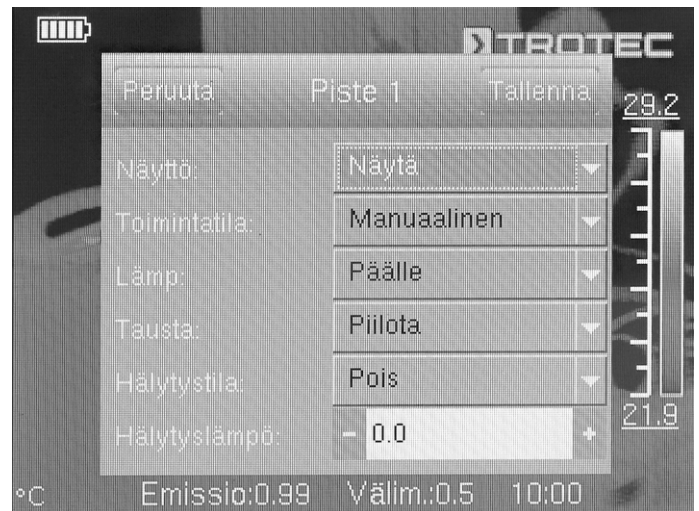 TROTEC
Peruuta Piste 1 Tallenna
29.2
Näyttö: Näytä
Toimintatila: Manuaalinen
Lämp: Päälle
Tausta: Piilota
Hälytystila: Pois
Hälytyslämpö: - 0.0 +
21.9
°C Emissio:0.99 Välim.:0.5 10:00